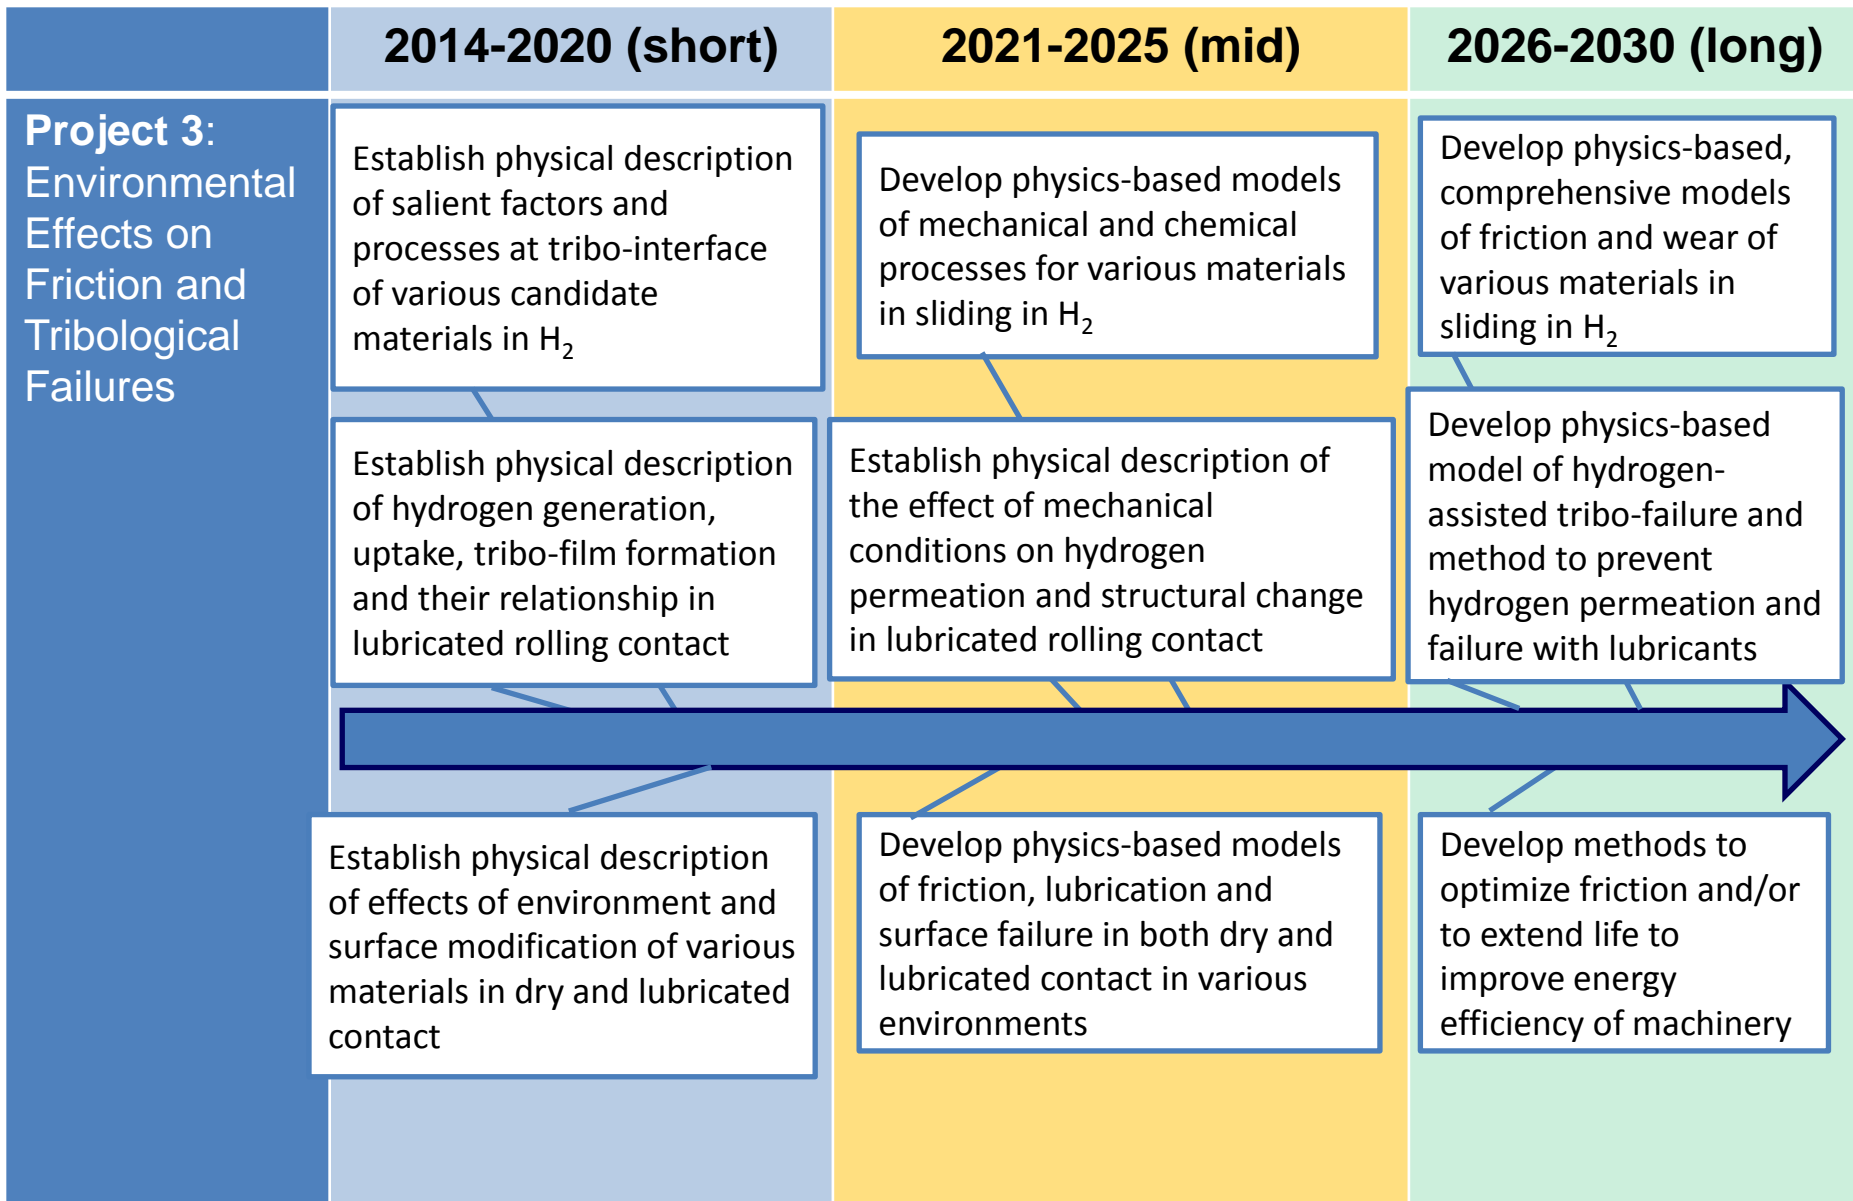 2014-2020 (short)
2021-2025 (mid)
2026-2030 (long)
Project 3:
Environmental
Effects on
Friction and
Tribological
Failures
Establish physical description
of salient factors and
processes at tribo-interface
of various candidate
materials in H₂
Establish physical description
of hydrogen generation,
uptake, tribo-film formation
and their relationship in
lubricated rolling contact
Establish physical description
of effects of environment and
surface modification of various
materials in dry and lubricated
contact
Develop physics-based models
of mechanical and chemical
processes for various materials
in sliding in H₂
Establish physical description of
the effect of mechanical
conditions on hydrogen
permeation and structural change
in lubricated rolling contact
Develop physics-based models
of friction, lubrication and
surface failure in both dry and
lubricated contact in various
environments
Develop physics-based,
comprehensive models
of friction and wear of
various materials in
sliding in H₂
Develop physics-based
model of hydrogen-
assisted tribo-failure and
method to prevent
hydrogen permeation and
failure with lubricants
Develop methods to
optimize friction and/or
to extend life to
improve energy
efficiency of machinery